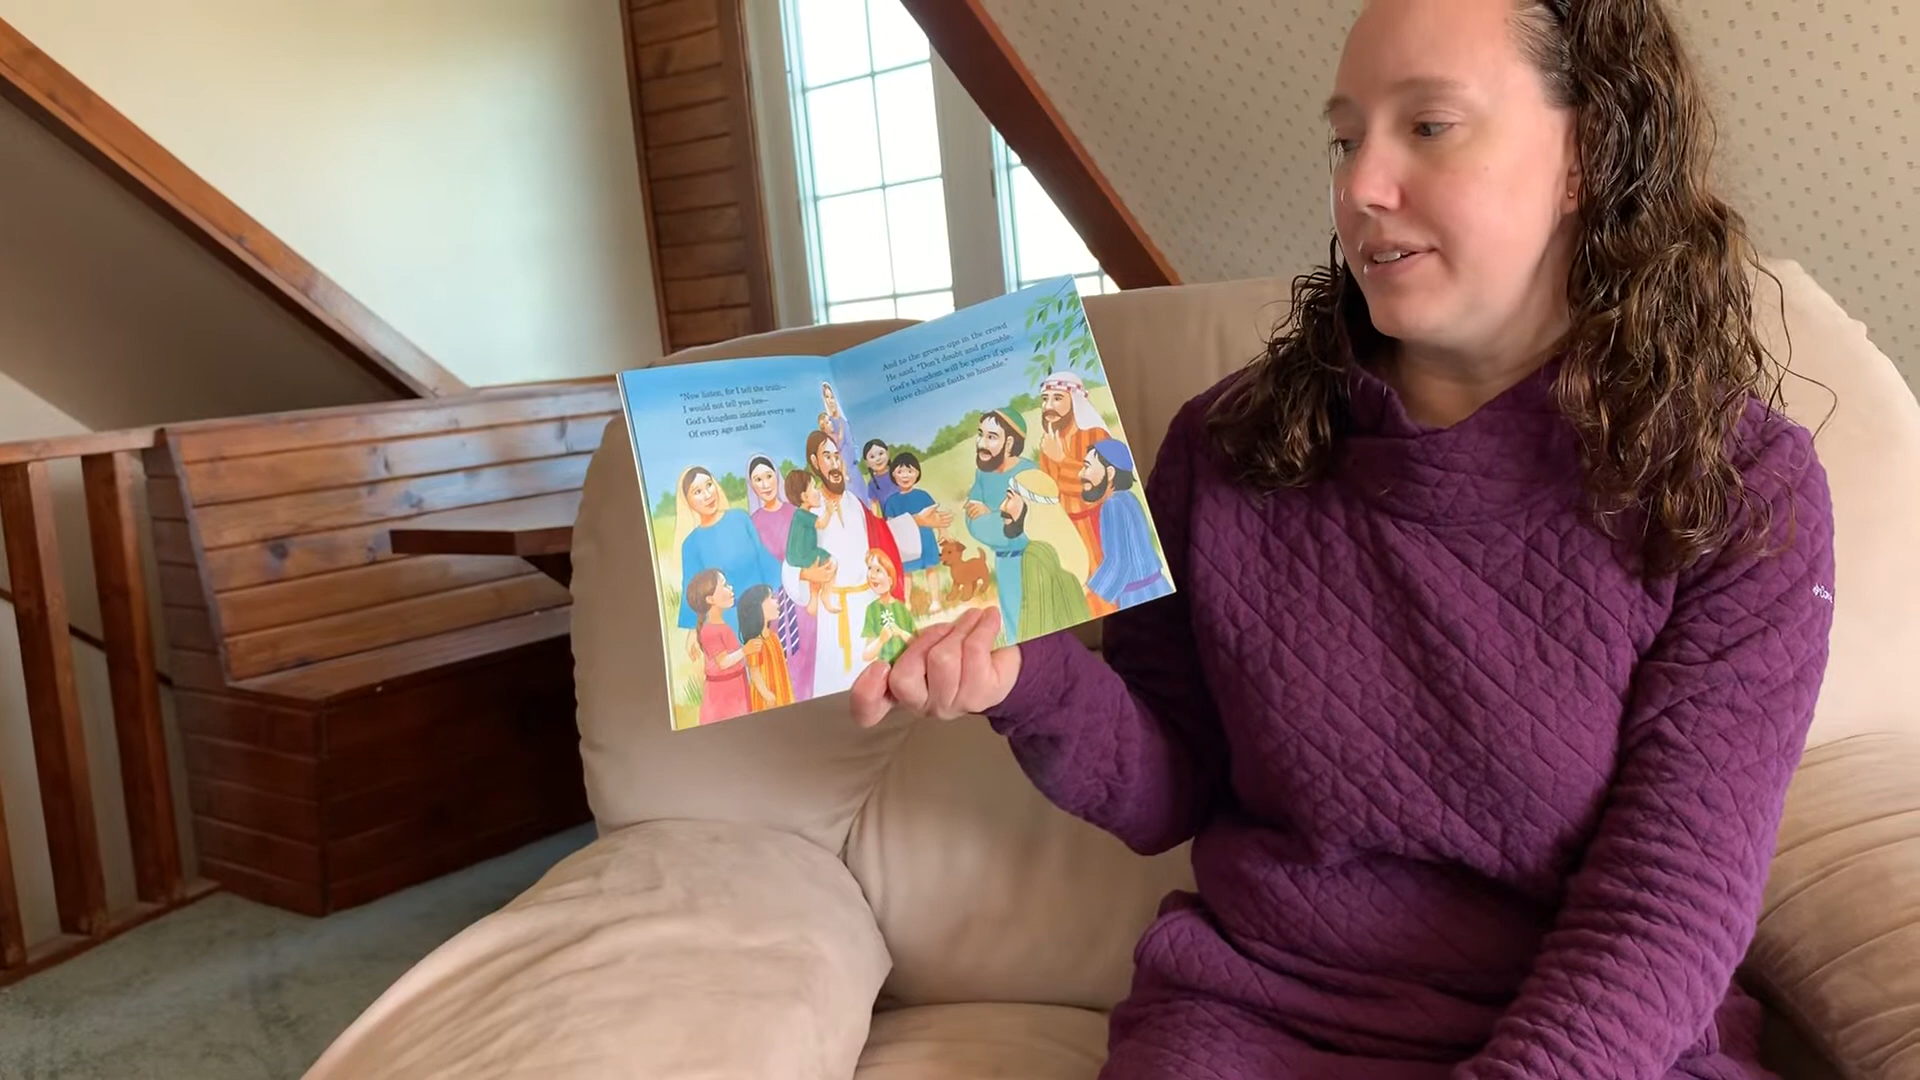 "Now listen, for I tell the truth—
I would not tell you lies—
God's kingdom includes every one
Of every age and size."
And to the grown-ups in the crowd
He said, "Don't doubt and grumble.
God's kingdom will be yours if you
Have childlike faith so humble."